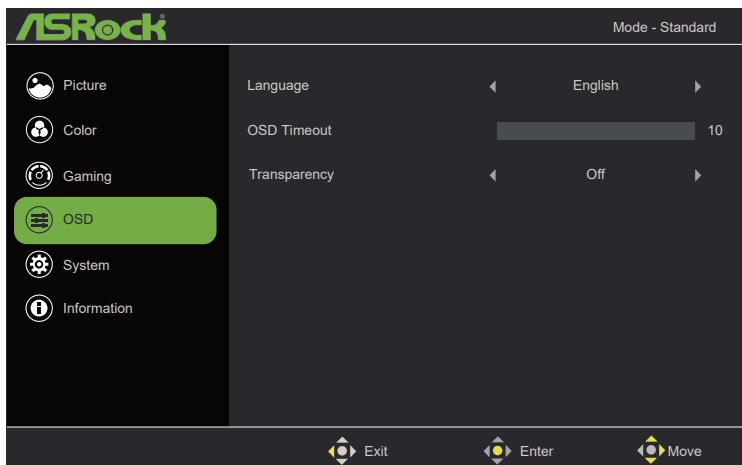 ASRock
Mode - Standard
Picture
Color
Gaming
OSD
System
Information
Language English
OSD Timeout 10
Transparency Off
Exit Enter Move